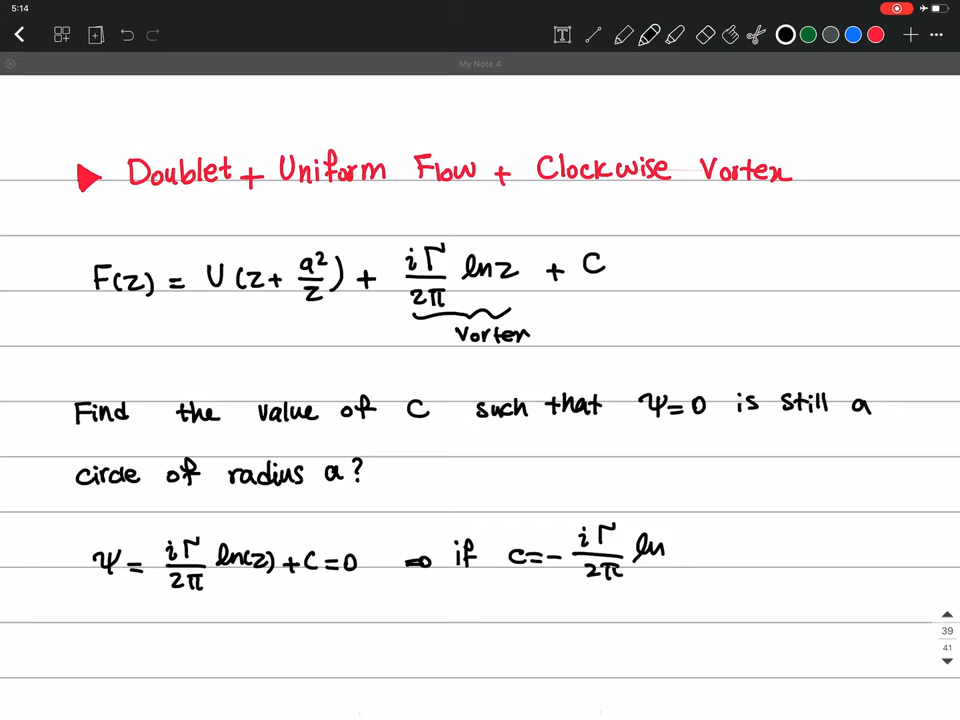 5:14
My Note 4
▶ Doublet + Uniform Flow + Clockwise Vortex
F(z) = U(z + a²/z) + iΓ/2π ln z + C
Vortex
Find the value of C such that Ψ=0 is still a
circle of radius a?
Ψ = iΓ/2π ln(z) + C = 0 ⇒ if C = - iΓ/2π ln
39
41